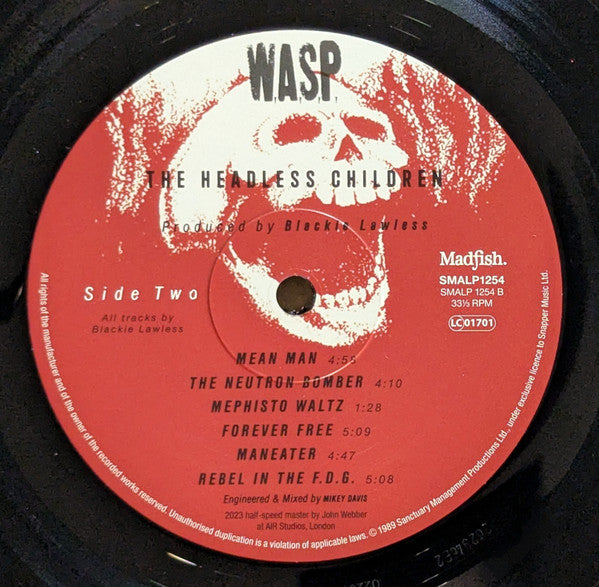 WASP
THE HEADLESS CHILDREN
Produced by Blackie Lawless
Madfish.
SMALP1254
SMALP 1254 B
33⅓ RPM
LC01701
Side Two
All tracks by
Blackie Lawless
MEAN MAN 4:55
THE NEUTRON BOMBER 4:10
MEPHISTO WALTZ 1:28
FOREVER FREE 5:09
MANEATER 4:47
REBEL IN THE F.D.G. 5:08
Engineered & Mixed by MIKEY DAVIS
2023 half-speed master by John Webber
at AIR Studios, London
All rights of the manufacturer and of the owner of the recorded works reserved. Unauthorised duplication is a violation of applicable laws. © 1989 Sanctuary Management Productions Ltd., under exclusive licence to Snapper Music Ltd.